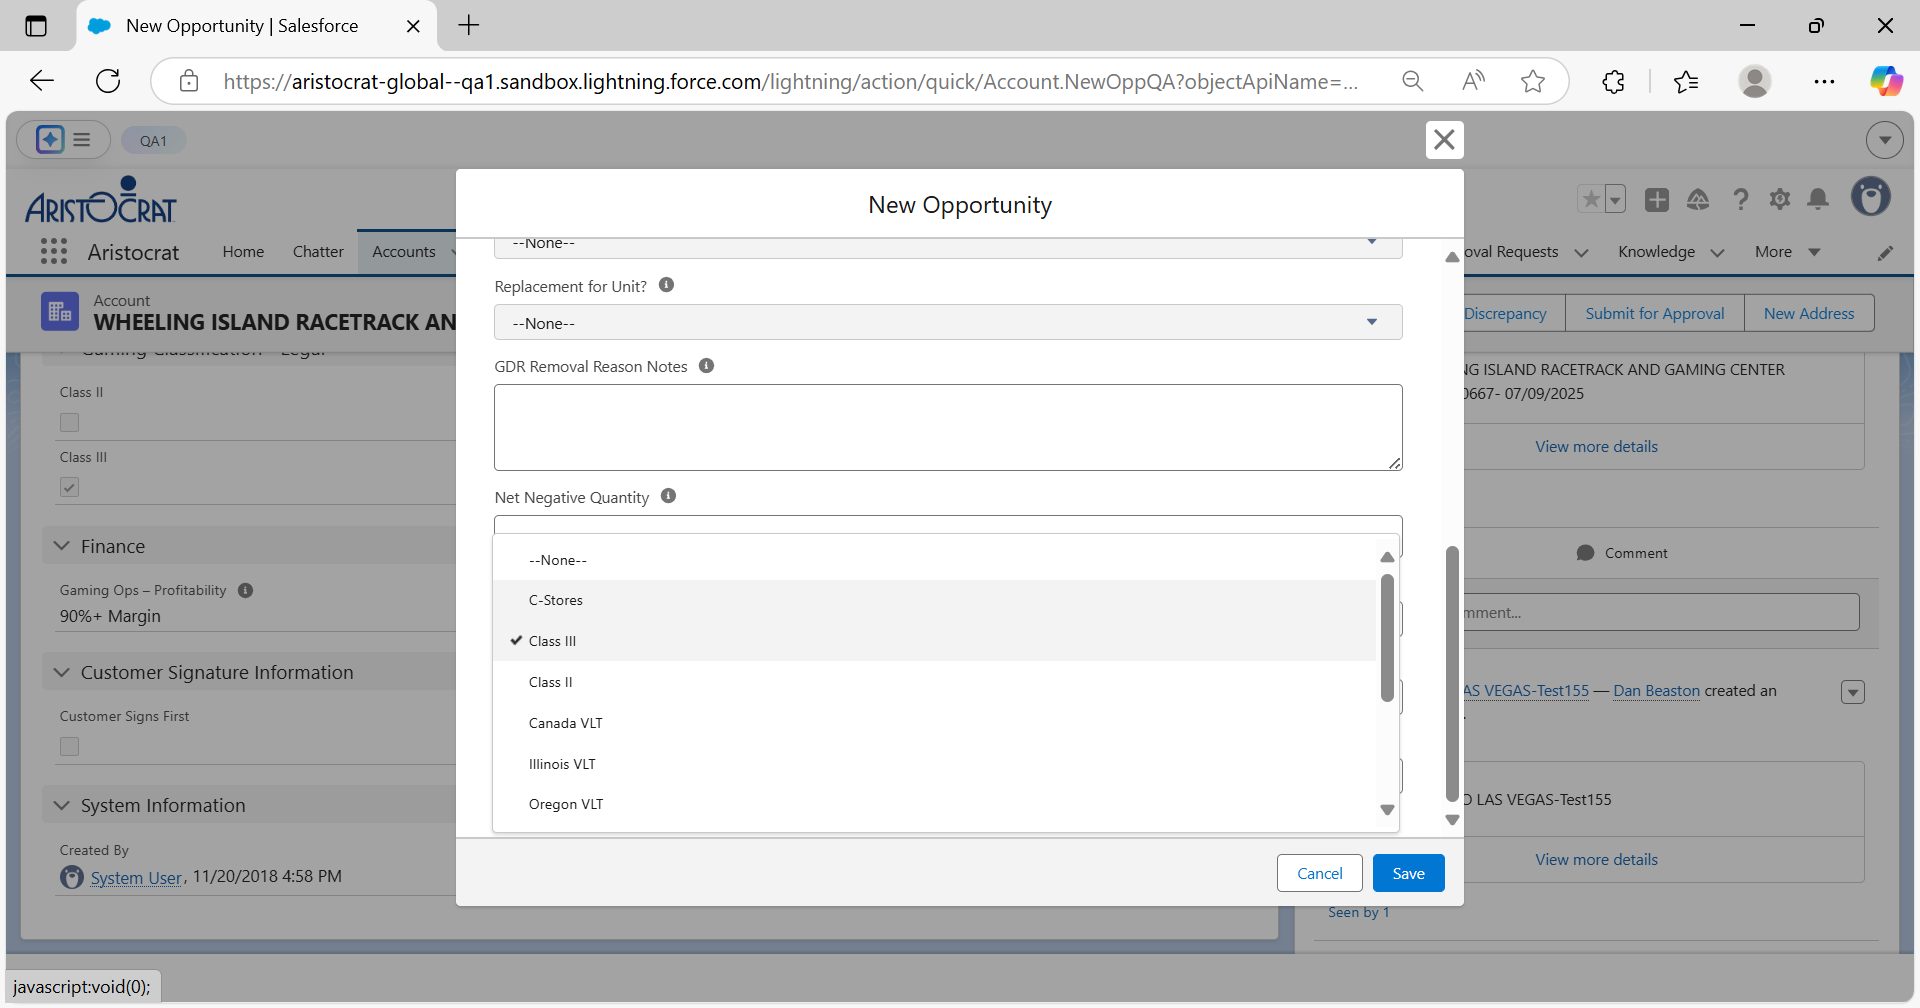 New Opportunity | Salesforce
https://aristocrat-global--qa1.sandbox.lightning.force.com/lightning/action/quick/Account.NewOppQA?objectApiName=...
QA1
ARISTOCRAT
Aristocrat
Home
Chatter
Accounts
oval Requests
Knowledge
More
Account
WHEELING ISLAND RACETRACK AN
Discrepancy
Submit for Approval
New Address
Gaming Classification - Legal
Class II
Class III
Finance
Gaming Ops – Profitability
90%+ Margin
Customer Signature Information
Customer Signs First
System Information
Created By
System User, 11/20/2018 4:58 PM
New Opportunity
--None--
Replacement for Unit?
--None--
GDR Removal Reason Notes
Net Negative Quantity
--None--
C-Stores
Class III
Class II
Canada VLT
Illinois VLT
Oregon VLT
Cancel
Save
NG ISLAND RACETRACK AND GAMING CENTER
0667- 07/09/2025
View more details
Comment
mment...
AS VEGAS-Test155 — Dan Beaston created an
O LAS VEGAS-Test155
View more details
Seen by 1
javascript:void(0);